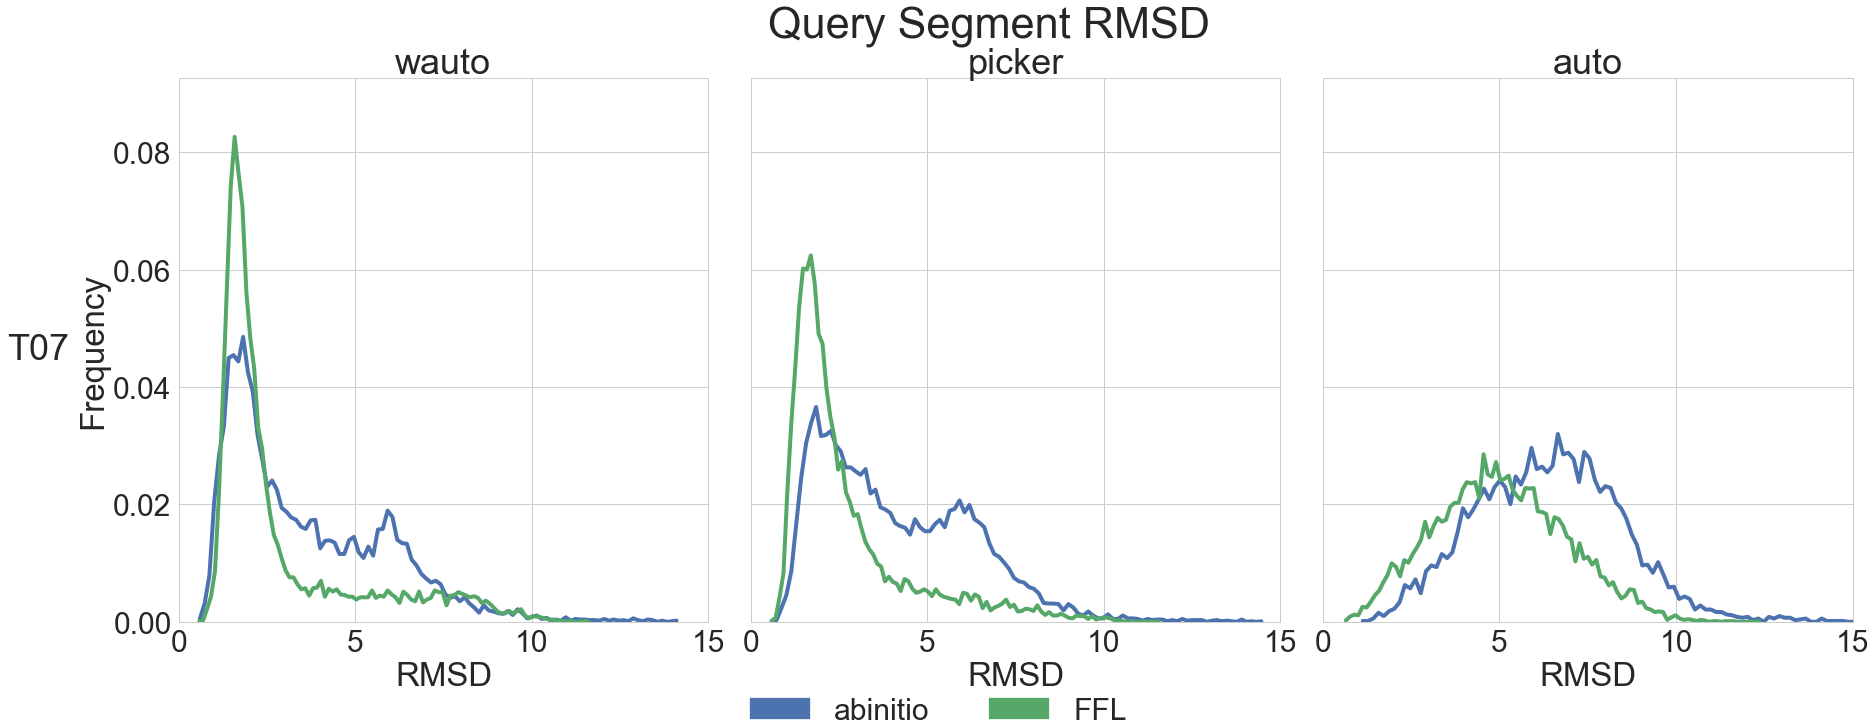 Query Segment RMSD
wauto
picker
auto
0.08
0.06
0.04
0.02
0.00
Frequency
T07
0 5 10 15
0 5 10 15
0 5 10 15
RMSD
RMSD
RMSD
abinitio
FFL